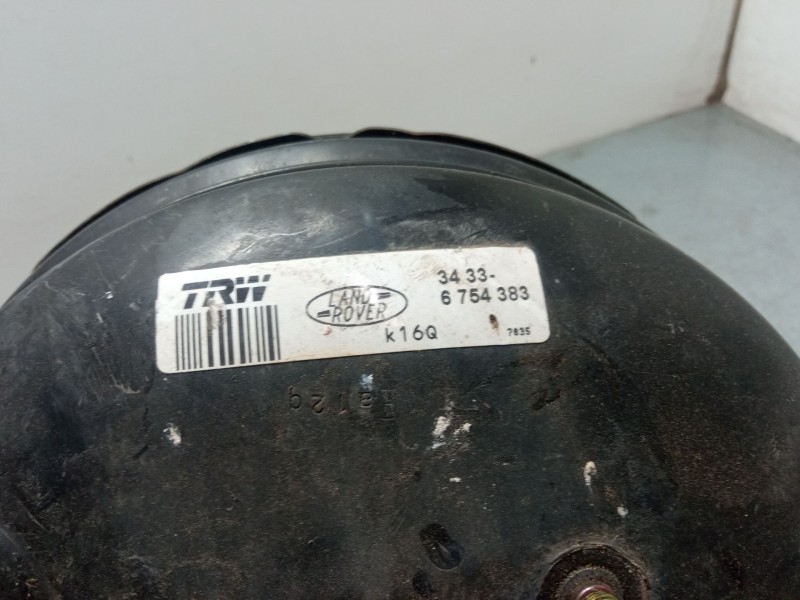 TRW
LAND
ROVER
34 33-
6 754 383
k16Q
7835